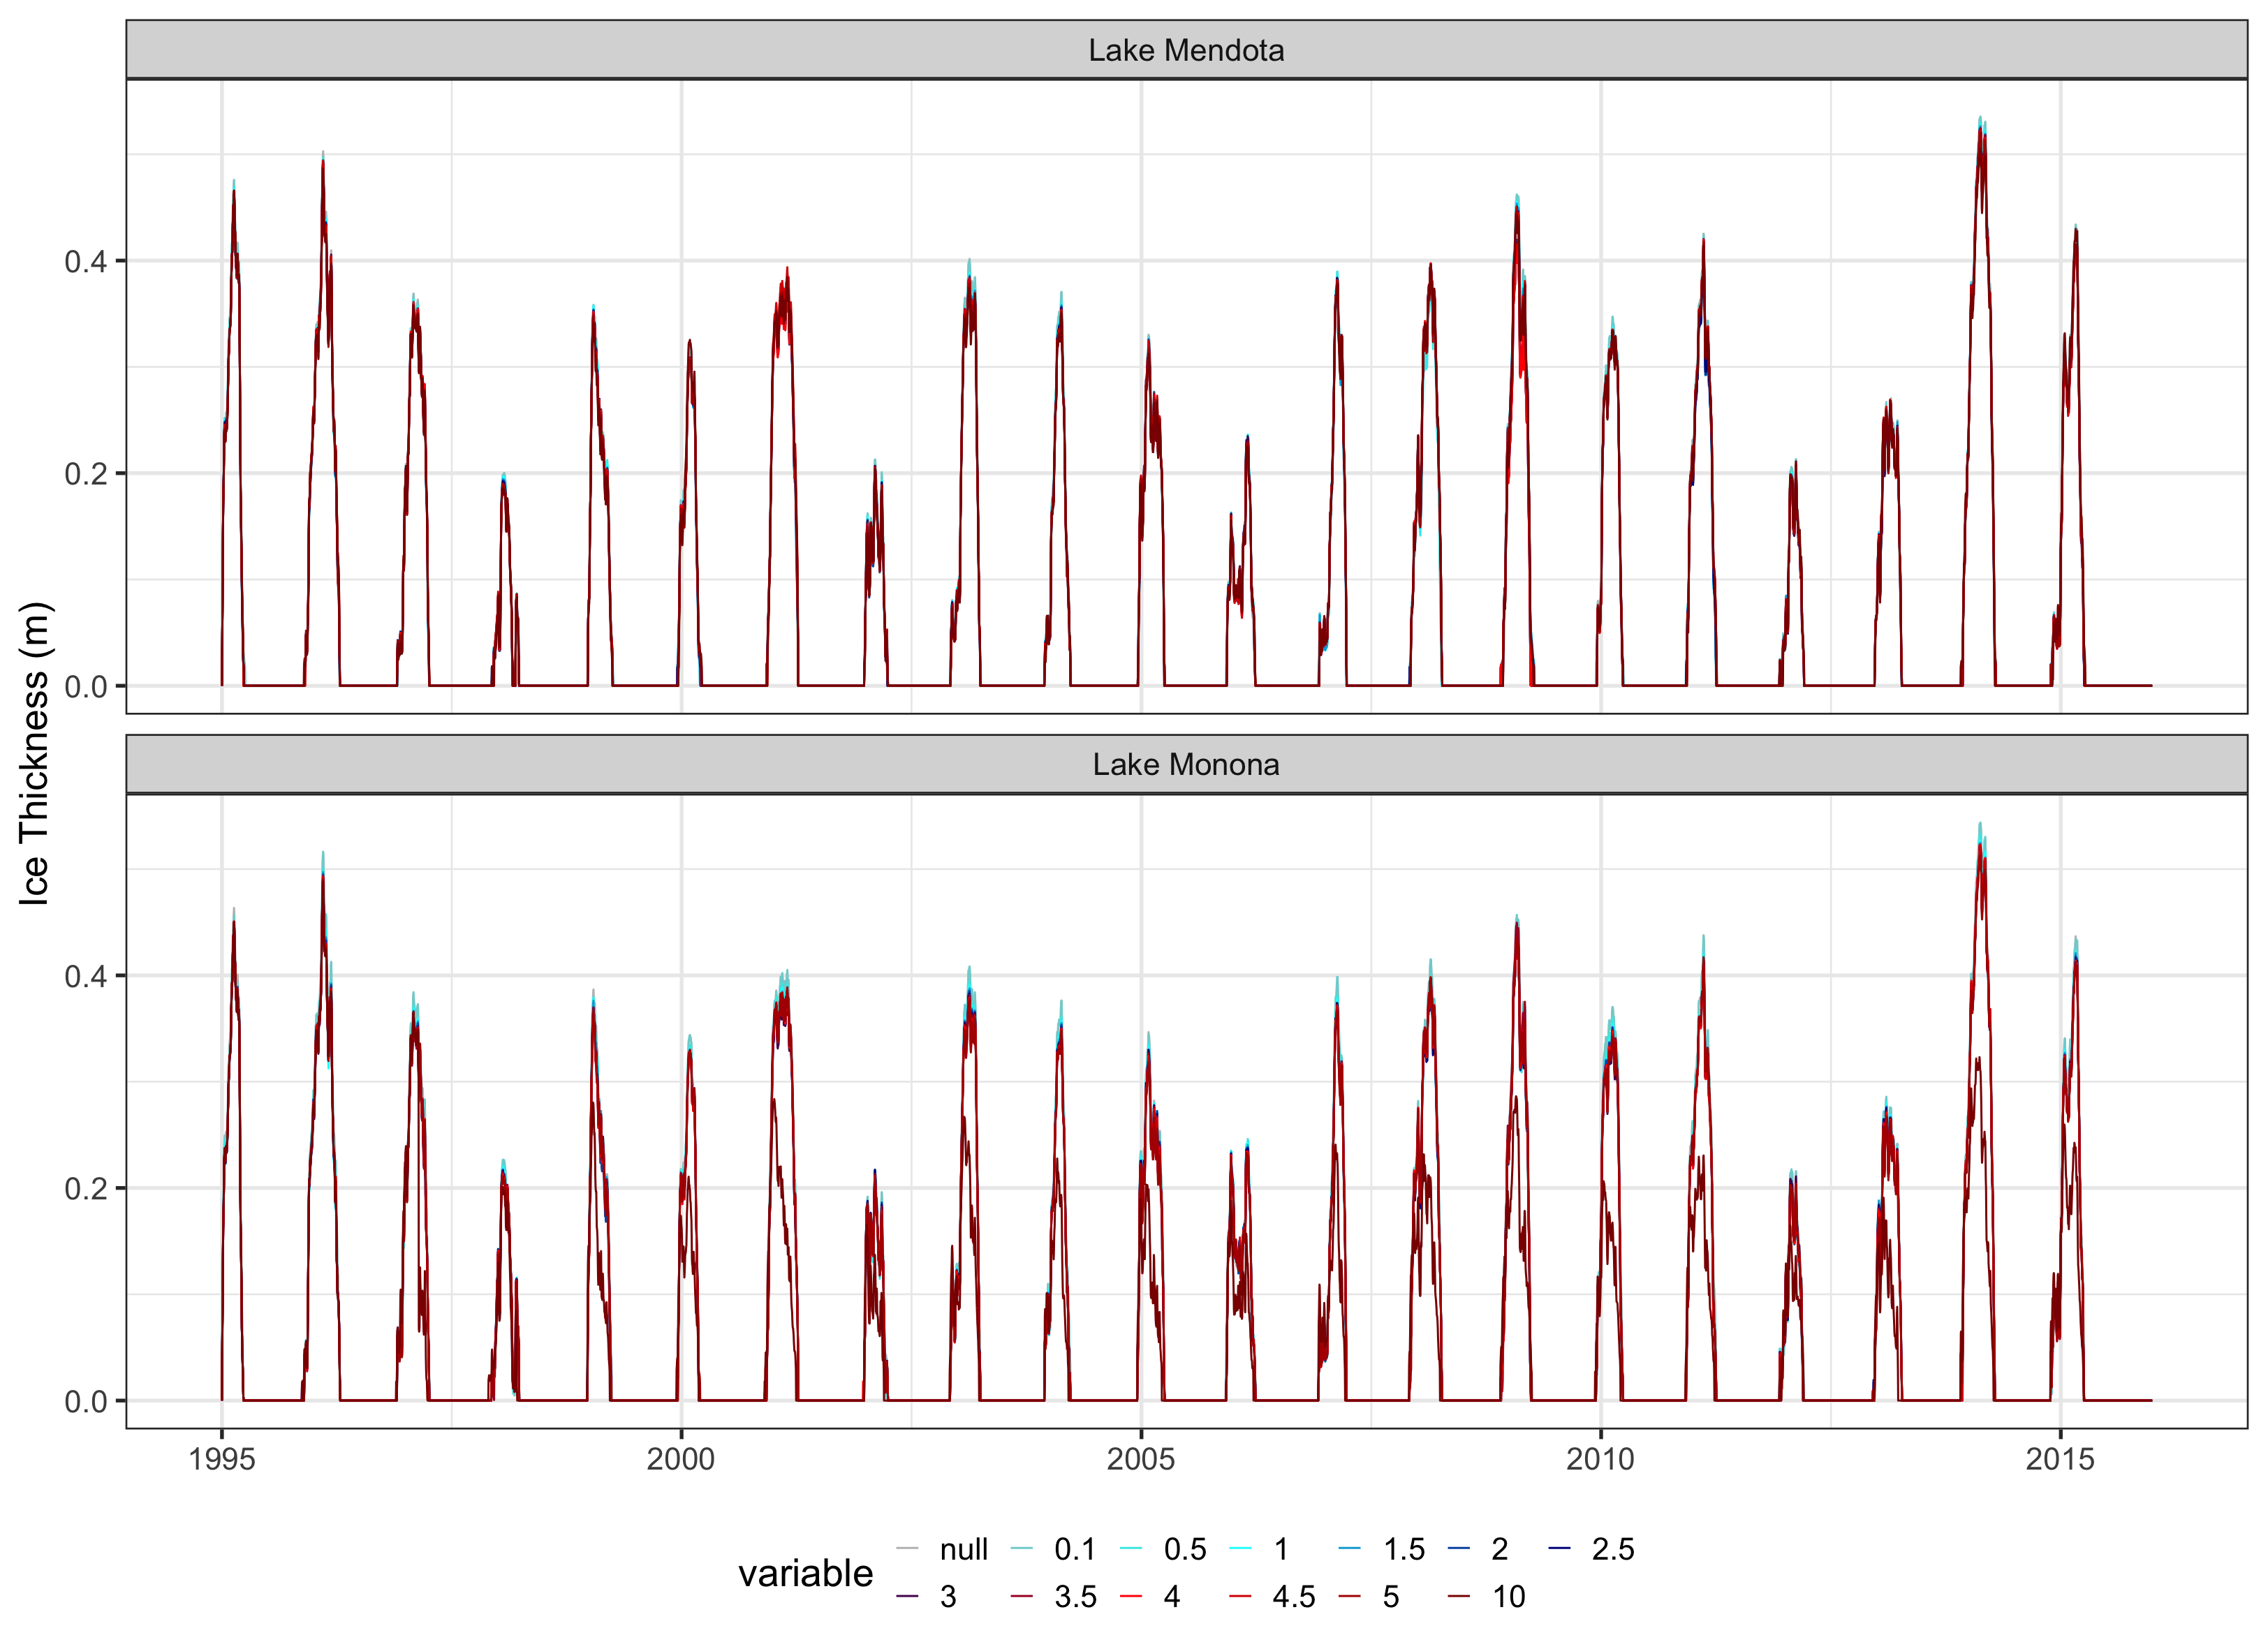 Lake Mendota
0.4
0.2
0.0
Ice Thickness (m)
Lake Monona
0.4
0.2
0.0
1995 2000 2005 2010 2015
variable
null 0.1 0.5 1 1.5 2 2.5
3 3.5 4 4.5 5 10